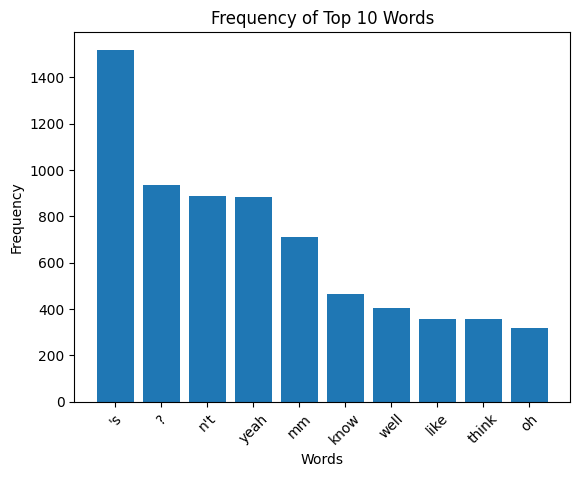 Frequency of Top 10 Words
1400
1200
1000
800
600
400
200
0
Frequency
's
?
n't
yeah
mm
know
well
like
think
oh
Words